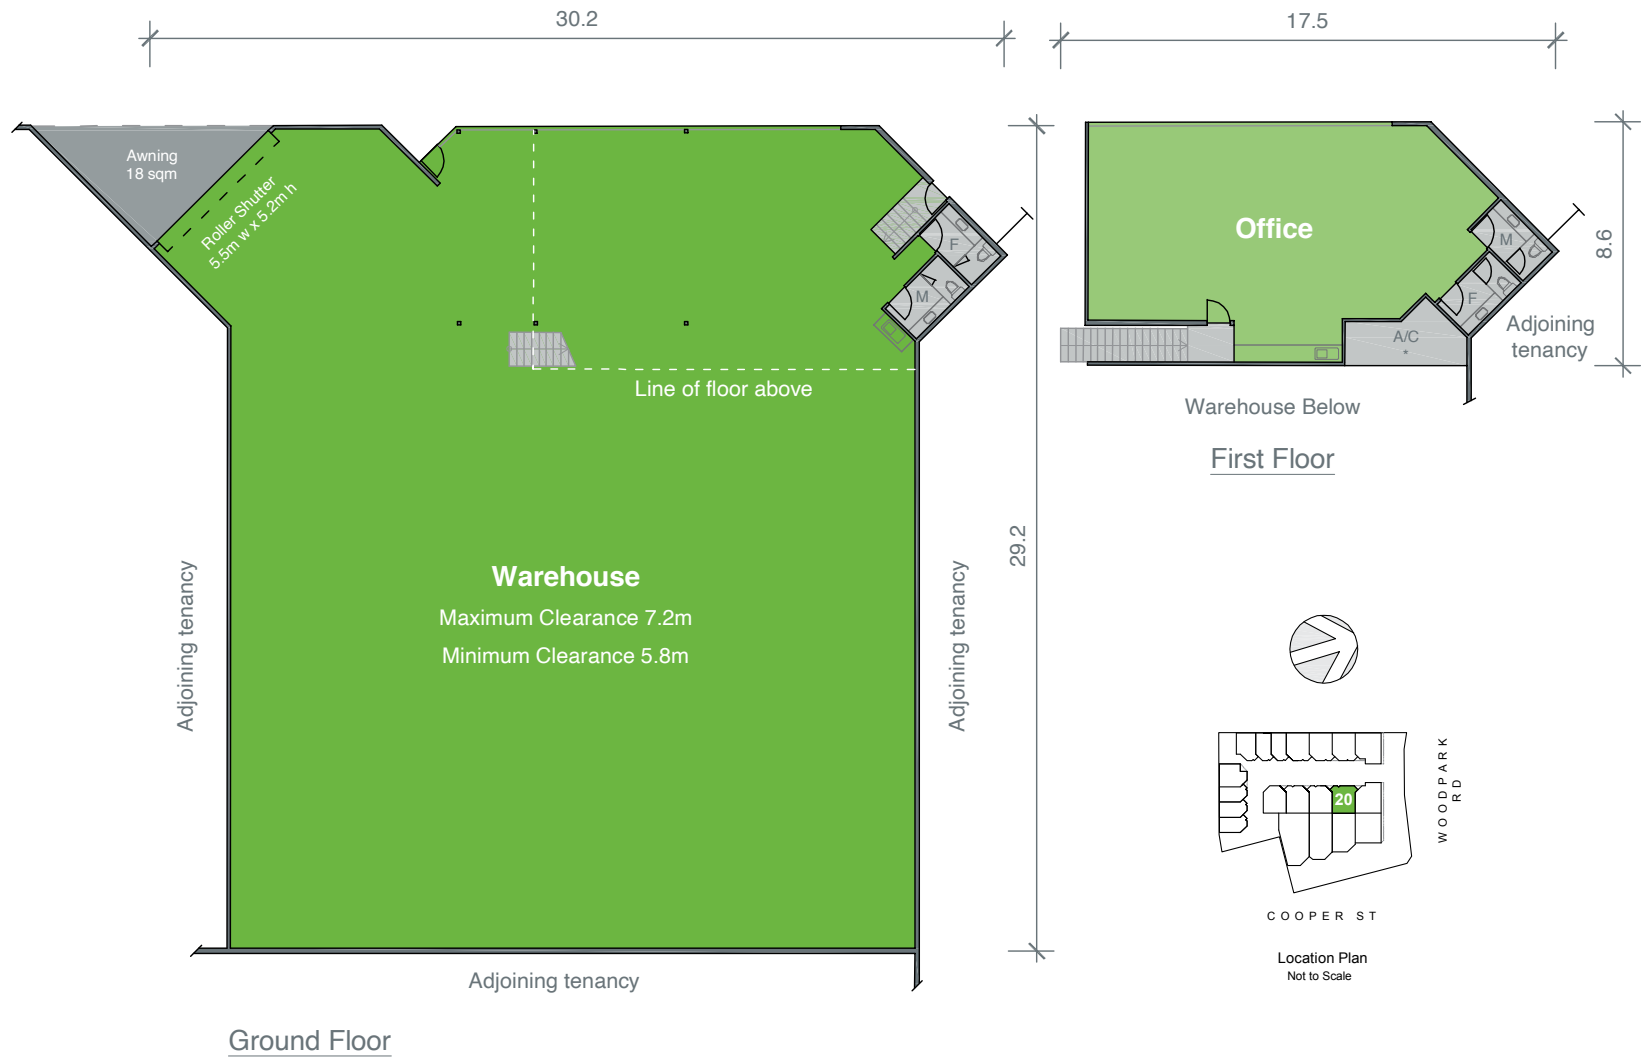 30.2
17.5
Awning
18 sqm
Roller Shutter
5.5m w x 5.2m h
F
M
Line of floor above
Warehouse
Maximum Clearance 7.2m
Minimum Clearance 5.8m
Adjoining tenancy
Adjoining tenancy
Adjoining tenancy
29.2
Ground Floor
Office
M
F
A/C
*
8.6
Adjoining
tenancy
Warehouse Below
First Floor
20
WOODPARK
RD
COOPER ST
Location Plan
Not to Scale